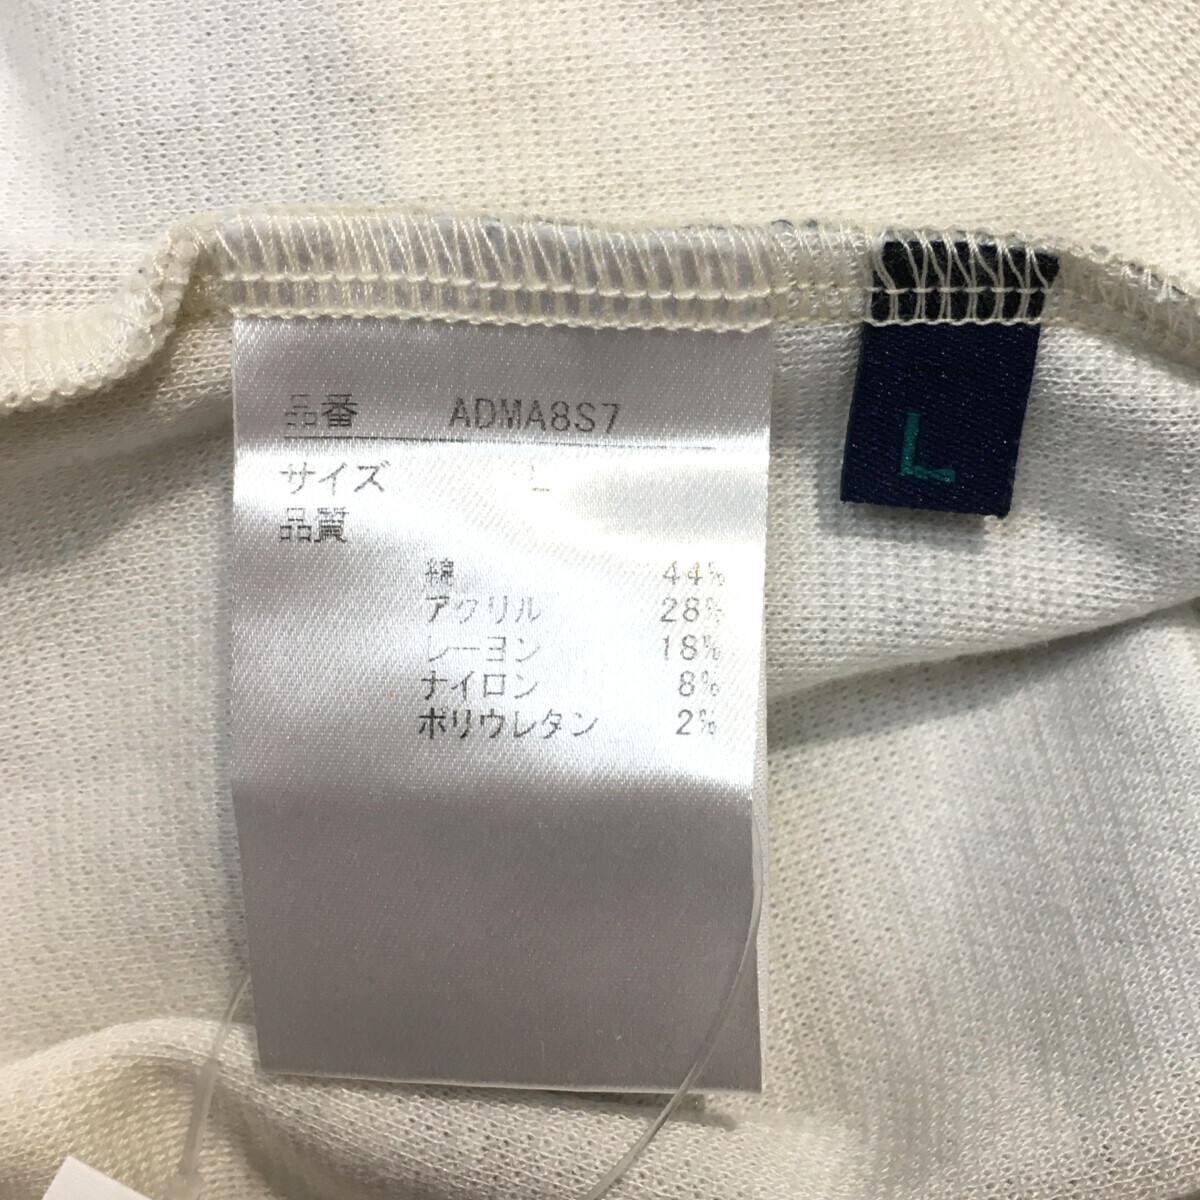 品番 ADMA8S7
サイズ L
品質
綿 44%
アクリル 28%
レーヨン 18%
ナイロン 8%
ポリウレタン 2%
L